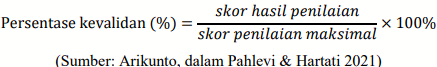 Persentase kevalidan (%) = skor hasil penilaian / skor penilaian maksimal × 100%
(Sumber: Arikunto, dalam Pahlevi & Hartati 2021)